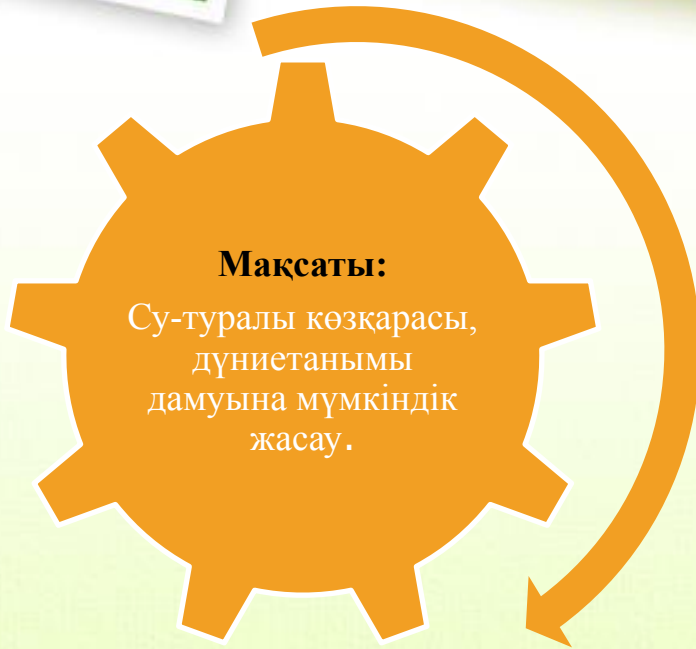 Мақсаты:
Су-туралы көзқарасы,
дүниетанымы
дамуына мүмкіндік
жасау.